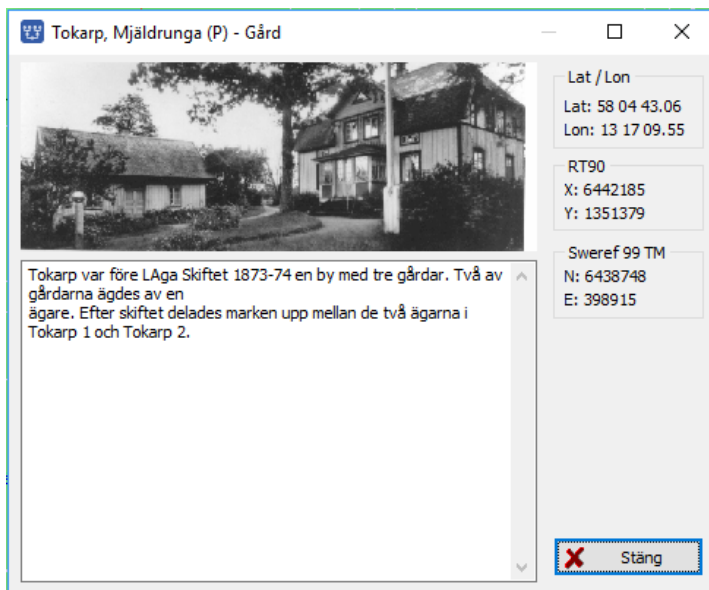 Tokarp, Mjäldrunga (P) - Gård
Lat / Lon
Lat: 58 04 43.06
Lon: 13 17 09.55
RT90
X: 6442185
Y: 1351379
Sweref 99 TM
N: 6438748
E: 398915
Tokarp var före LAga Skiftet 1873-74 en by med tre gårdar. Två av
gårdarna ägdes av en
ägare. Efter skiftet delades marken upp mellan de två ägarna i
Tokarp 1 och Tokarp 2.
Stäng